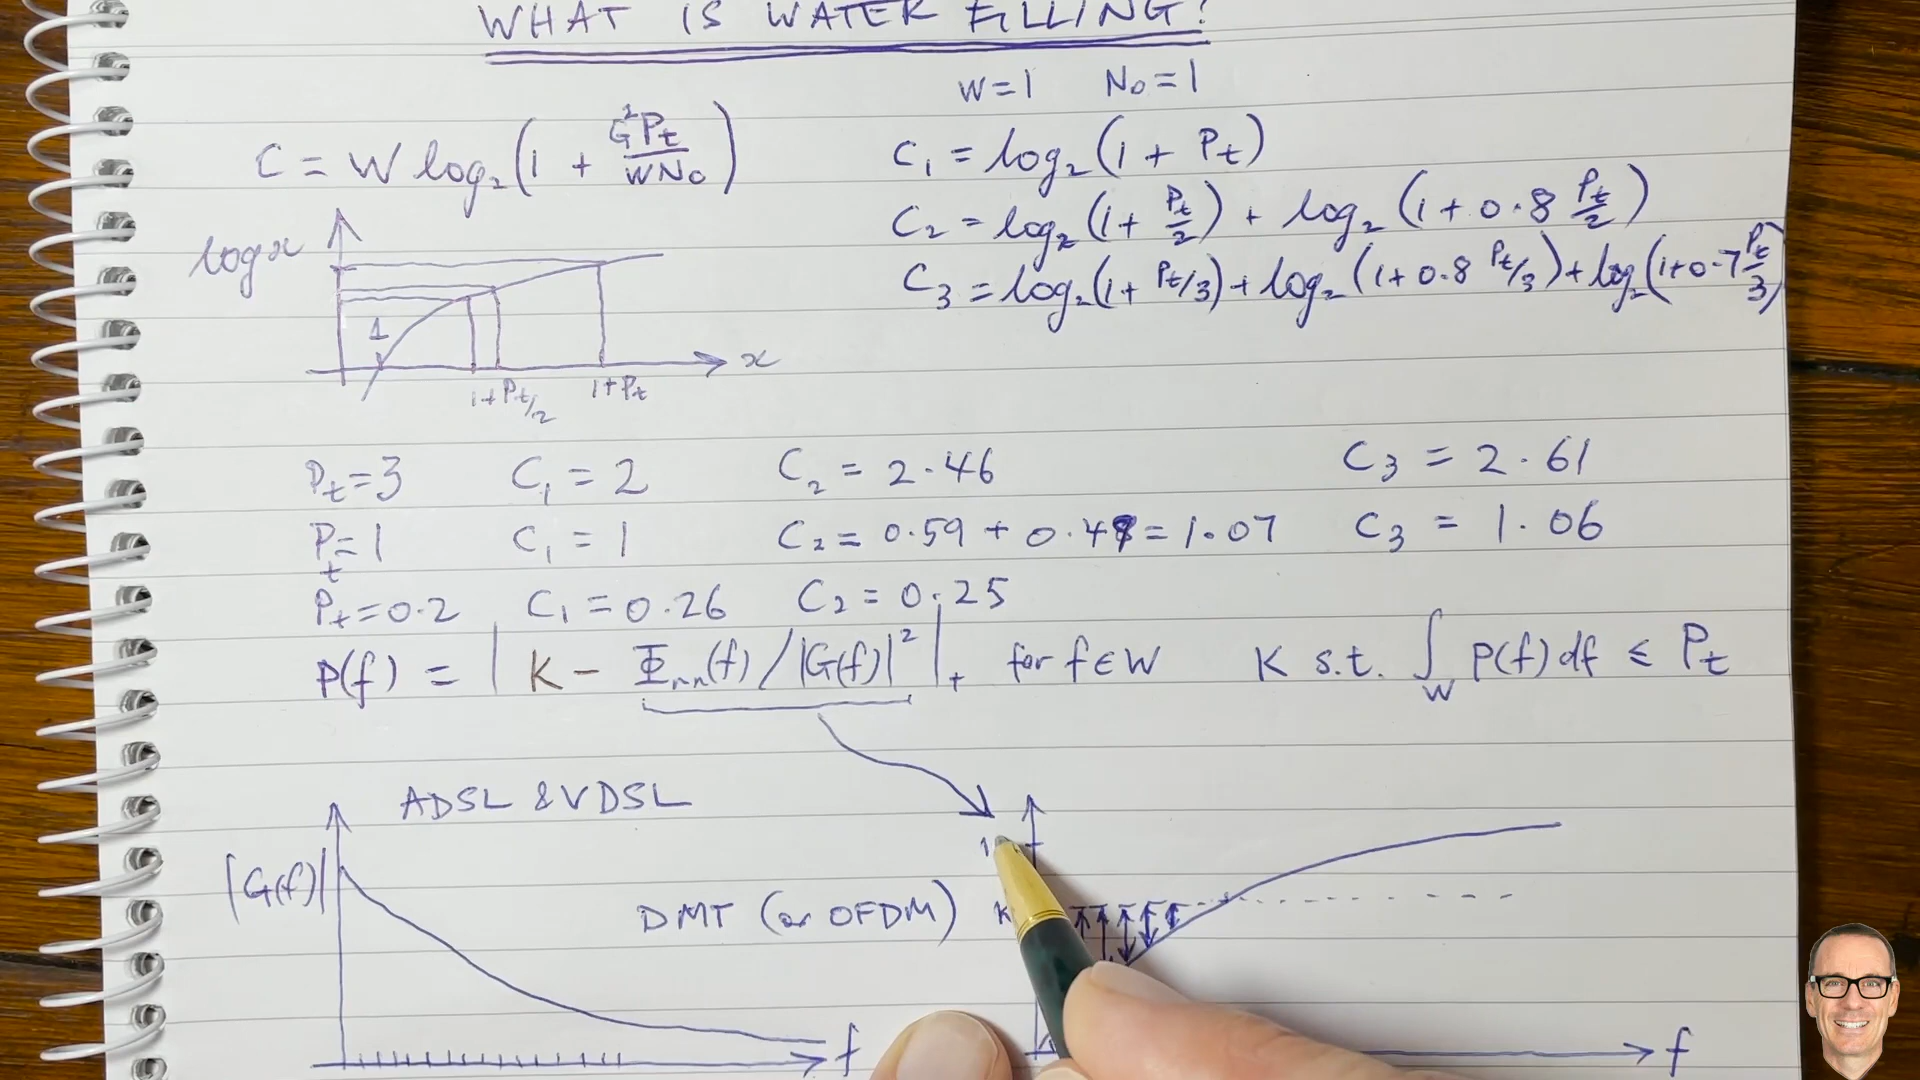 WHAT IS WATER FILLING?
W=1 N₀=1
C = W log₂(1 + G²Pt/WN₀)
C₁ = log₂(1 + Pt)
C₂ = log₂(1 + Pt/2) + log₂(1 + 0.8 Pt/2)
C₃ = log₂(1 + Pt/3) + log₂(1 + 0.8 Pt/3) + log₂(1 + 0.7 Pt/3)
log x
1
x
1+Pt/2 1+Pt
Pt = 3 C₁ = 2 C₂ = 2.46 C₃ = 2.61
Pt = 1 C₁ = 1 C₂ = 0.59 + 0.48 = 1.07 C₃ = 1.06
Pt = 0.2 C₁ = 0.26 C₂ = 0.25
P(f) = | K - Φnn(f) / |G(f)|² |₊ for f ∈ W K s.t. ∫W P(f) df ≤ Pt
ADSL & VDSL
|G(f)|
DMT (or OFDM)
K
f
f